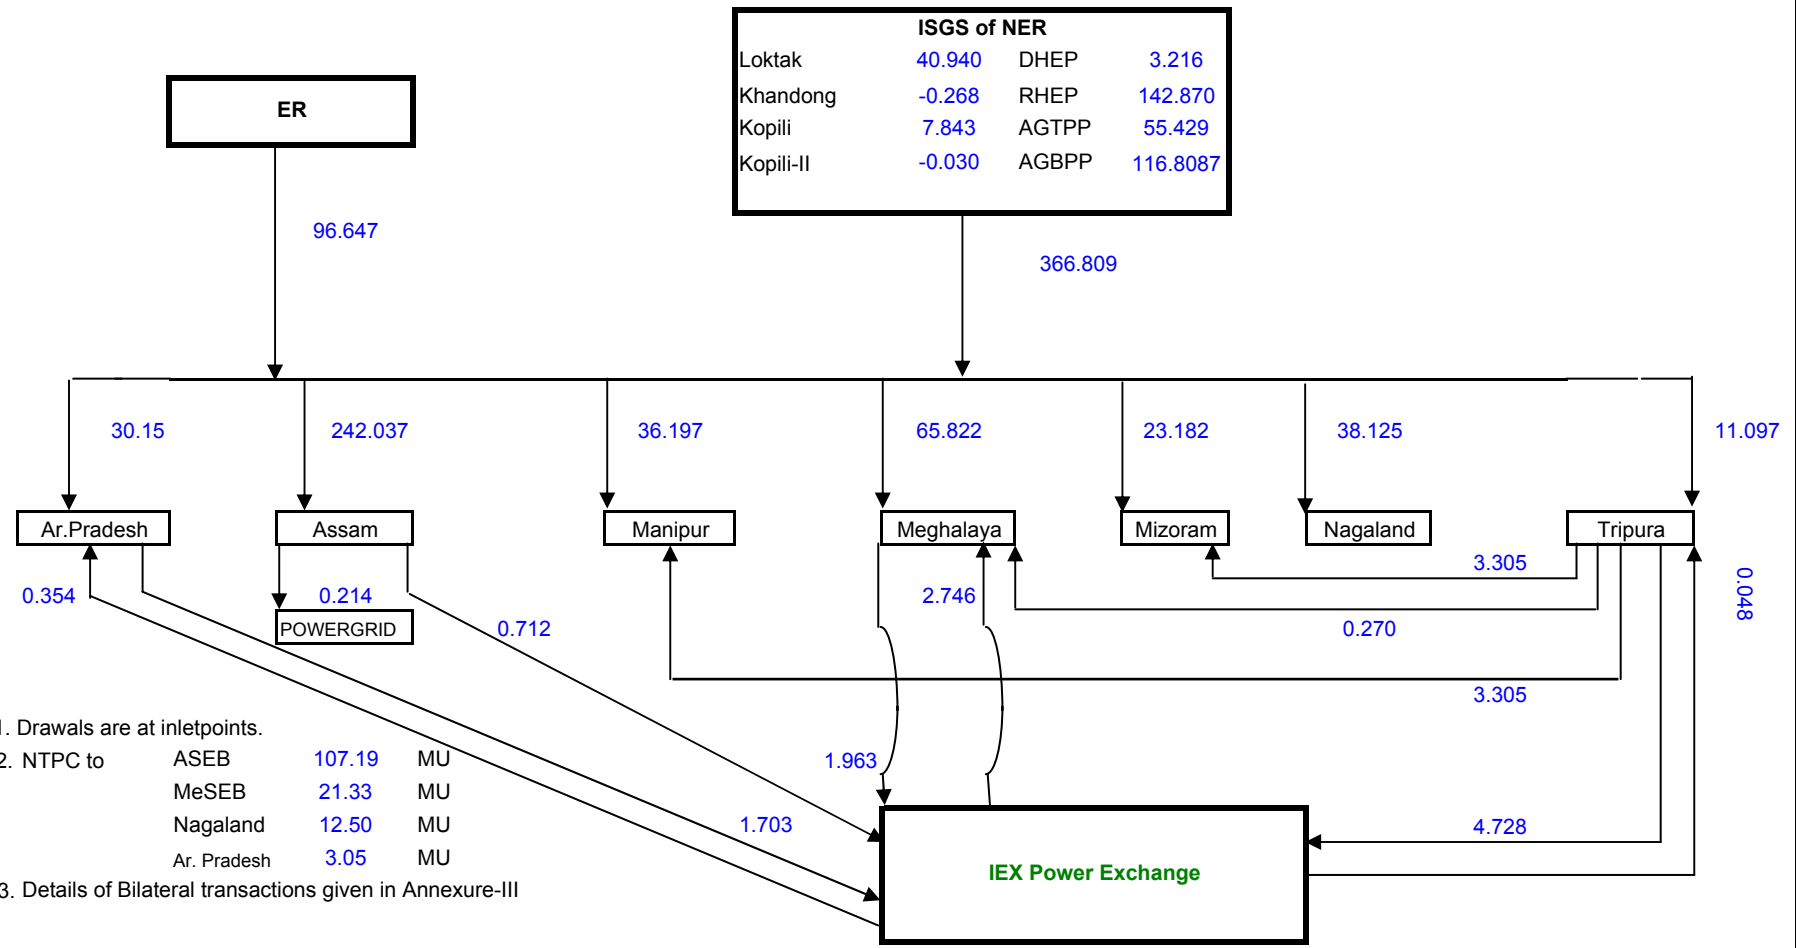 ISGS of NER
Loktak 40.940 DHEP 3.216
ER
Khandong -0.268 RHEP 142.870
Kopili 7.843 AGTPP 55.429
Kopili-II -0.030 AGBPP 116.8087
96.647
366.809
30.15 242.037 36.197 65.822 23.182 38.125 11.097
Ar.Pradesh Assam Manipur Meghalaya Mizoram Nagaland Tripura
3.305
0.354 0.214 2.746 0.048
POWERGRID 0.712 0.270
3.305
1. Drawals are at inletpoints.
2. NTPC to ASEB 107.19 MU 1.963
MeSEB 21.33 MU
Nagaland 12.50 MU 1.703 4.728
Ar. Pradesh 3.05 MU
IEX Power Exchange
3. Details of Bilateral transactions given in Annexure-III